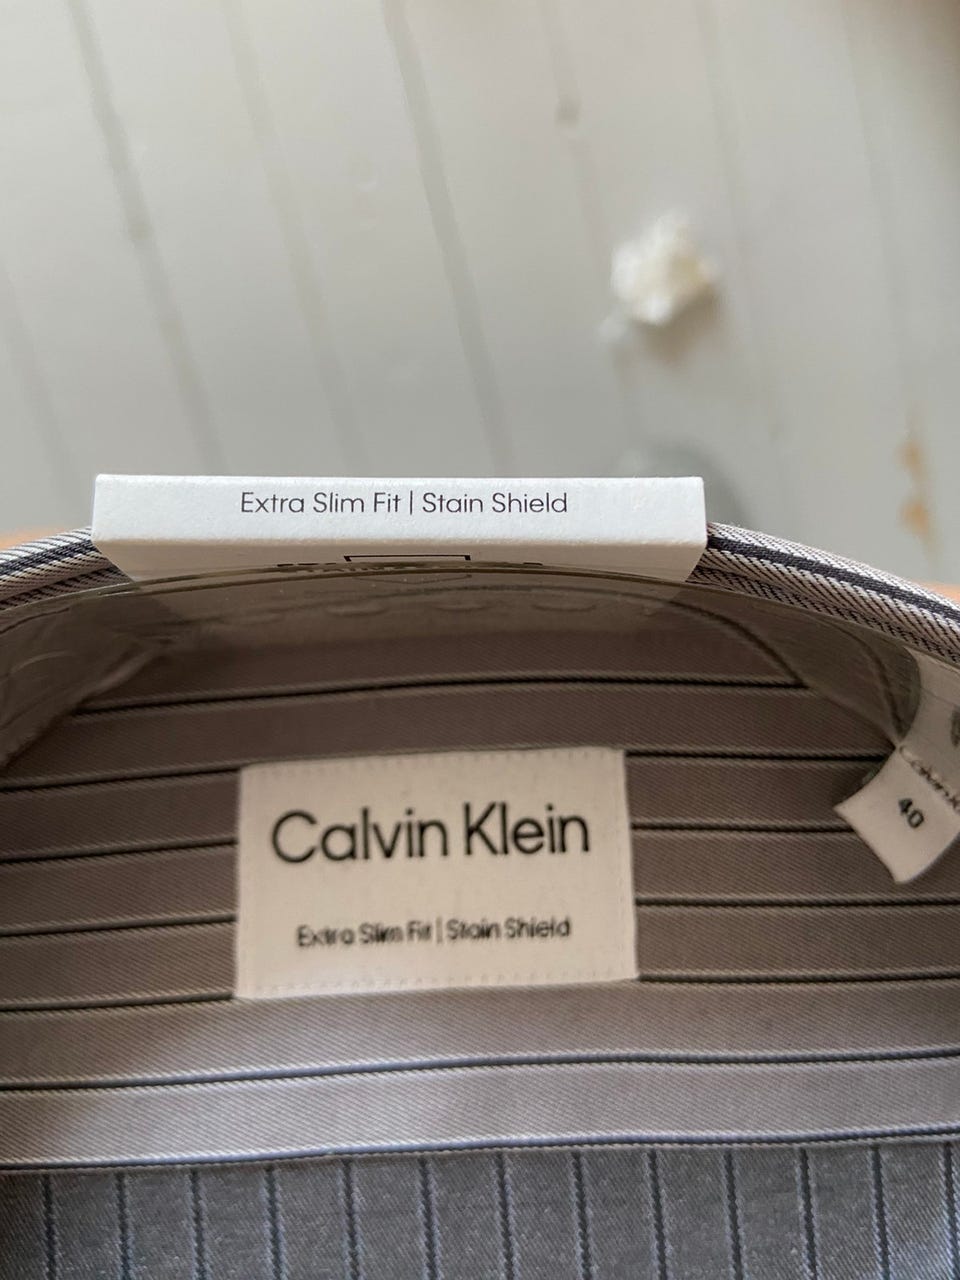 Extra Slim Fit | Stain Shield
Calvin Klein
Extra Slim Fit | Stain Shield
40